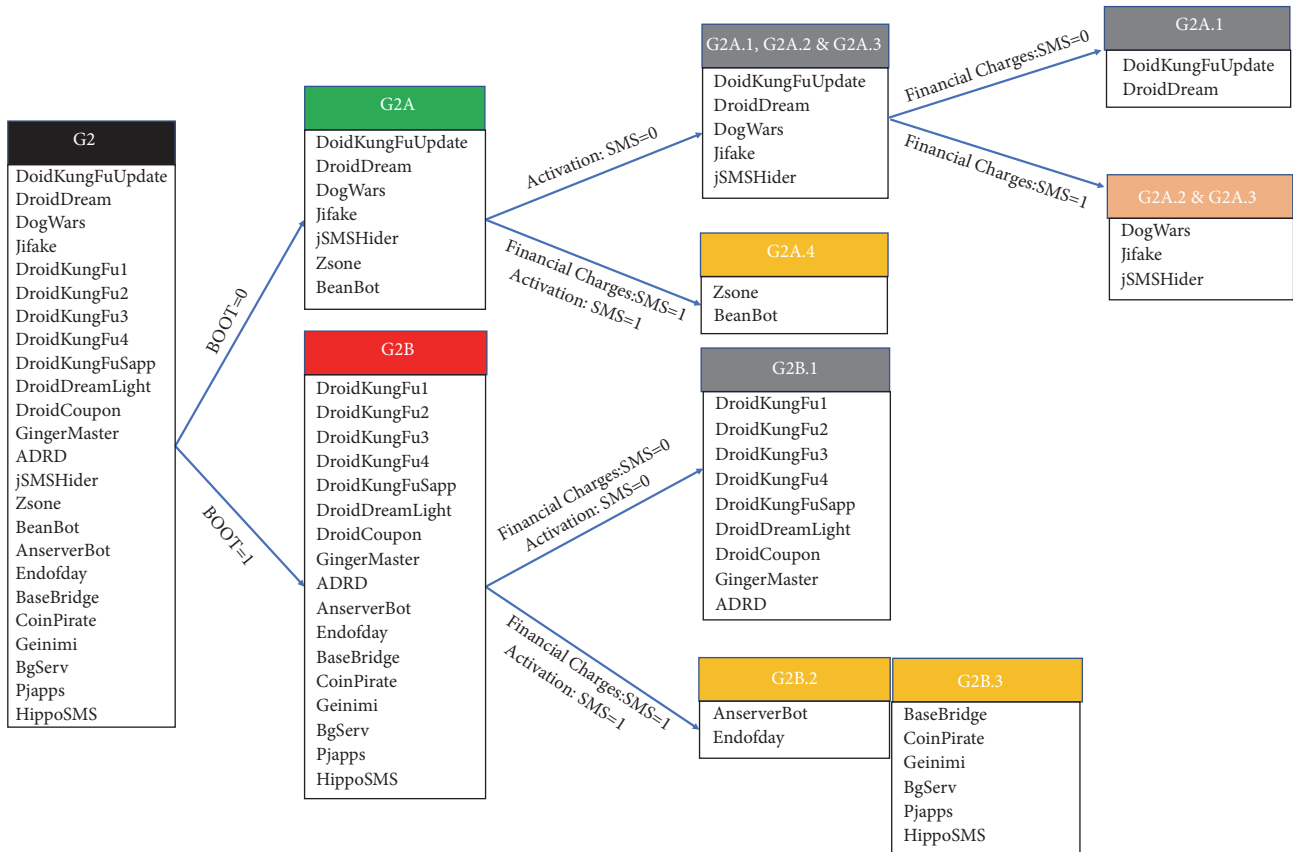 G2
DoidKungFuUpdate
DroidDream
DogWars
Jifake
DroidKungFu1
DroidKungFu2
DroidKungFu3
DroidKungFu4
DroidKungFuSapp
DroidDreamLight
DroidCoupon
GingerMaster
ADRD
jSMSHider
Zsone
BeanBot
AnserverBot
Endofday
BaseBridge
CoinPirate
Geinimi
BgServ
Pjapps
HippoSMS
BOOT=0
BOOT=1
G2A
DoidKungFuUpdate
DroidDream
DogWars
Jifake
jSMSHider
Zsone
BeanBot
G2B
DroidKungFu1
DroidKungFu2
DroidKungFu3
DroidKungFu4
DroidKungFuSapp
DroidDreamLight
DroidCoupon
GingerMaster
ADRD
AnserverBot
Endofday
BaseBridge
CoinPirate
Geinimi
BgServ
Pjapps
HippoSMS
Activation: SMS=0
Financial Charges:SMS=1
Activation: SMS=1
Financial Charges:SMS=0
Activation: SMS=0
Financial Charges:SMS=1
Activation: SMS=1
G2A.1, G2A.2 & G2A.3
DoidKungFuUpdate
DroidDream
DogWars
Jifake
jSMSHider
G2A.4
Zsone
BeanBot
G2B.1
DroidKungFu1
DroidKungFu2
DroidKungFu3
DroidKungFu4
DroidKungFuSapp
DroidDreamLight
DroidCoupon
GingerMaster
ADRD
G2B.2
AnserverBot
Endofday
G2B.3
BaseBridge
CoinPirate
Geinimi
BgServ
Pjapps
HippoSMS
Financial Charges:SMS=0
Financial Charges:SMS=1
G2A.1
DoidKungFuUpdate
DroidDream
G2A.2 & G2A.3
DogWars
Jifake
jSMSHider